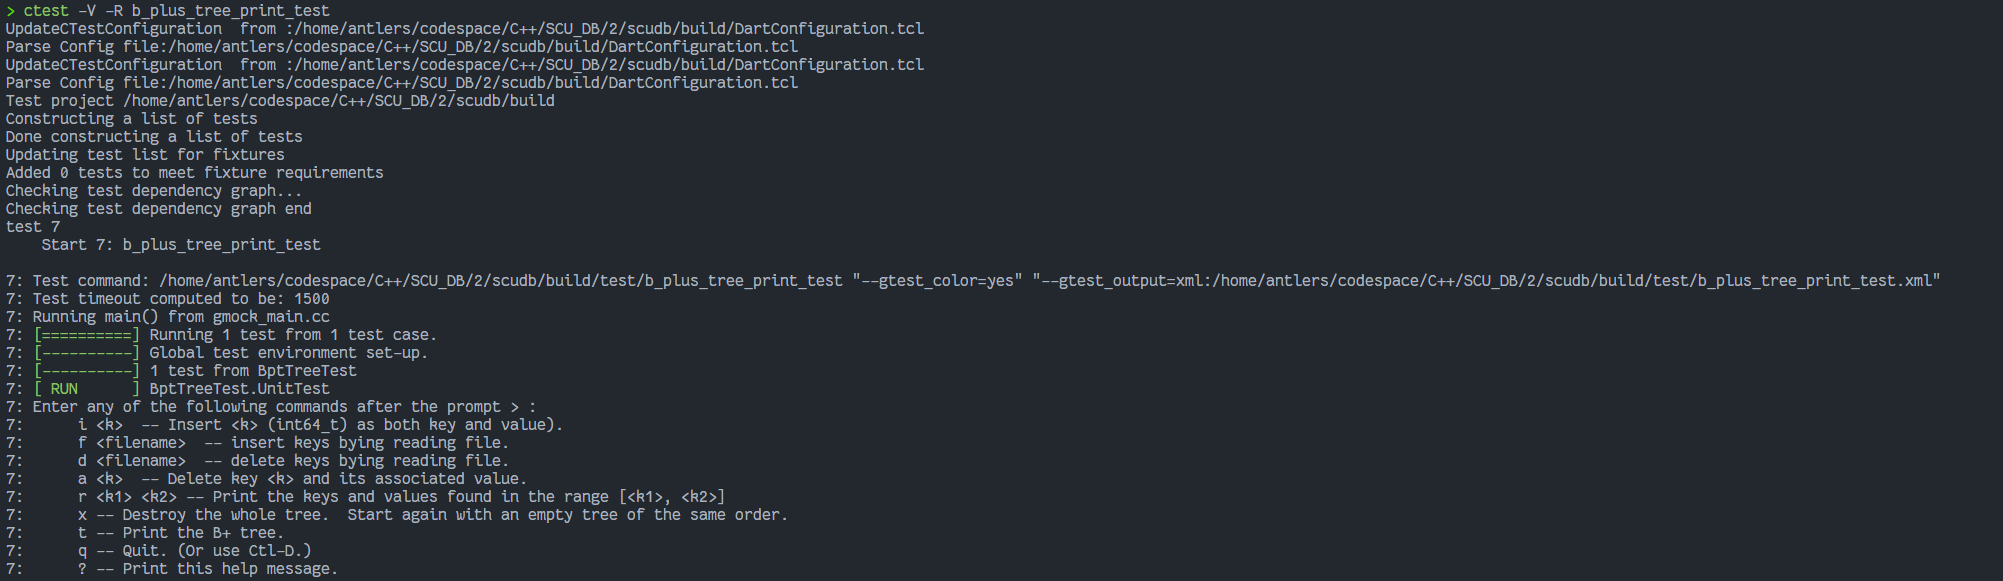 > ctest -V -R b_plus_tree_print_test
UpdateCTestConfiguration  from :/home/antlers/codespace/C++/SCU_DB/2/scudb/build/DartConfiguration.tcl
Parse Config file:/home/antlers/codespace/C++/SCU_DB/2/scudb/build/DartConfiguration.tcl
UpdateCTestConfiguration  from :/home/antlers/codespace/C++/SCU_DB/2/scudb/build/DartConfiguration.tcl
Parse Config file:/home/antlers/codespace/C++/SCU_DB/2/scudb/build/DartConfiguration.tcl
Test project /home/antlers/codespace/C++/SCU_DB/2/scudb/build
Constructing a list of tests
Done constructing a list of tests
Updating test list for fixtures
Added 0 tests to meet fixture requirements
Checking test dependency graph...
Checking test dependency graph end
test 7
    Start 7: b_plus_tree_print_test

7: Test command: /home/antlers/codespace/C++/SCU_DB/2/scudb/build/test/b_plus_tree_print_test "--gtest_color=yes" "--gtest_output=xml:/home/antlers/codespace/C++/SCU_DB/2/scudb/build/test/b_plus_tree_print_test.xml"
7: Test timeout computed to be: 1500
7: Running main() from gmock_main.cc
7: [==========] Running 1 test from 1 test case.
7: [----------] Global test environment set-up.
7: [----------] 1 test from BptTreeTest
7: [ RUN      ] BptTreeTest.UnitTest
7: Enter any of the following commands after the prompt > :
7:      i <k>  -- Insert <k> (int64_t) as both key and value).
7:      f <filename>  -- insert keys bying reading file.
7:      d <filename>  -- delete keys bying reading file.
7:      a <k>  -- Delete key <k> and its associated value.
7:      r <k1> <k2> -- Print the keys and values found in the range [<k1>, <k2>]
7:      x -- Destroy the whole tree.  Start again with an empty tree of the same order.
7:      t -- Print the B+ tree.
7:      q -- Quit. (Or use Ctl-D.)
7:      ? -- Print this help message.